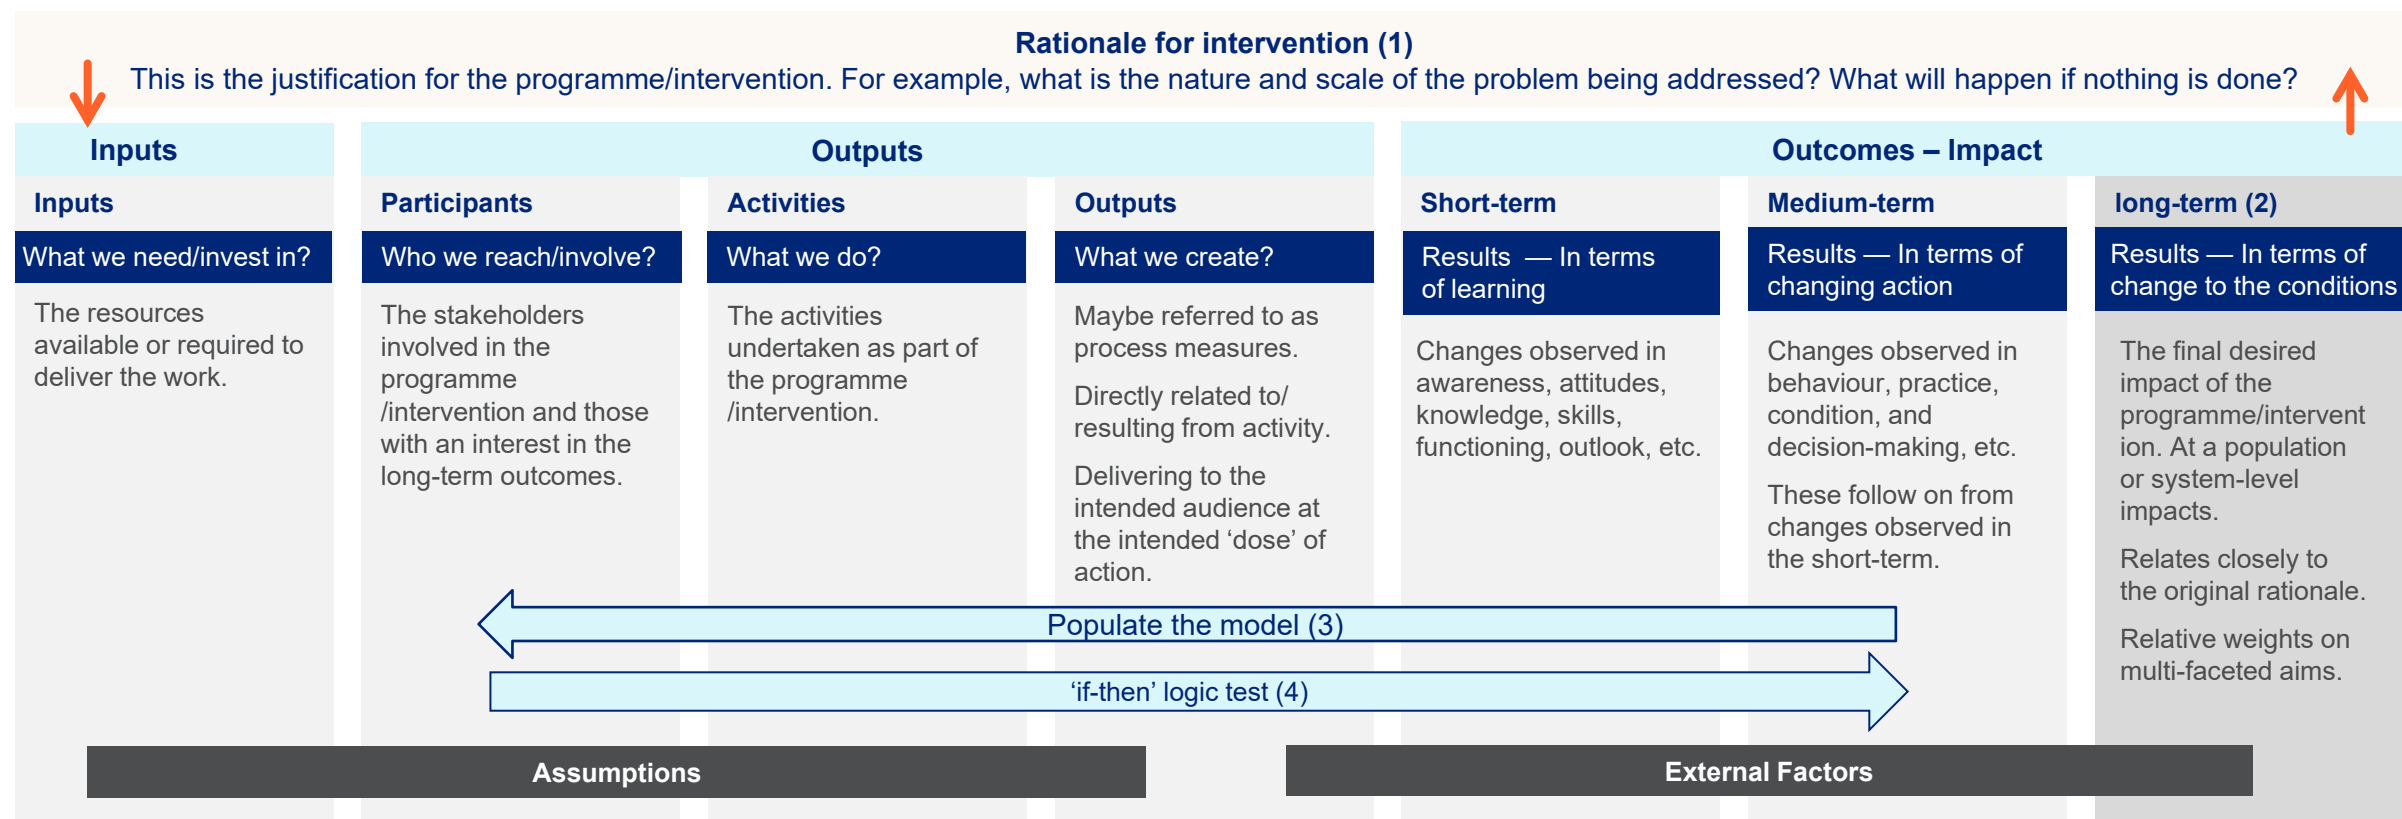 Rationale for intervention (1)
This is the justification for the programme/intervention. For example, what is the nature and scale of the problem being addressed? What will happen if nothing is done?
Inputs
Outputs
Outcomes – Impact
Inputs
What we need/invest in?
The resources
available or required to
deliver the work.
Participants
Who we reach/involve?
The stakeholders
involved in the
programme
/intervention and those
with an interest in the
long-term outcomes.
Activities
What we do?
The activities
undertaken as part of
the programme
/intervention.
Outputs
What we create?
Maybe referred to as
process measures.
Directly related to/
resulting from activity.
Delivering to the
intended audience at
the intended ‘dose’ of
action.
Short-term
Results — In terms
of learning
Changes observed in
awareness, attitudes,
knowledge, skills,
functioning, outlook, etc.
Medium-term
Results — In terms of
changing action
Changes observed in
behaviour, practice,
condition, and
decision-making, etc.
These follow on from
changes observed in
the short-term.
long-term (2)
Results — In terms of
change to the conditions
The final desired
impact of the
programme/intervent
ion. At a population
or system-level
impacts.
Relates closely to
the original rationale.
Relative weights on
multi-faceted aims.
Populate the model (3)
‘if-then’ logic test (4)
Assumptions
External Factors